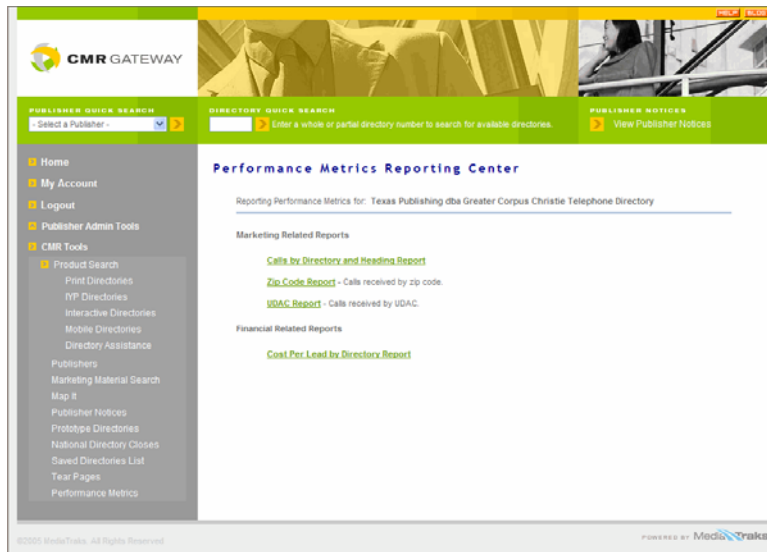 HELP BLOG
CMR GATEWAY
PUBLISHER QUICK SEARCH
- Select a Publisher -
DIRECTORY QUICK SEARCH
Enter a whole or partial directory number to search for available directories.
PUBLISHER NOTICES
View Publisher Notices
Home
My Account
Logout
Publisher Admin Tools
CMR Tools
Product Search
Print Directories
IYP Directories
Interactive Directories
Mobile Directories
Directory Assistance
Publishers
Marketing Material Search
Map It
Publisher Notices
Prototype Directories
National Directory Closes
Saved Directories List
Tear Pages
Performance Metrics
Performance Metrics Reporting Center
Reporting Performance Metrics for: Texas Publishing dba Greater Corpus Christie Telephone Directory
Marketing Related Reports
Calls by Directory and Heading Report
Zip Code Report - Calls received by zip code.
UDAC Report - Calls received by UDAC.
Financial Related Reports
Cost Per Lead by Directory Report
©2005 MediaTraks. All Rights Reserved
POWERED BY MediaTraks